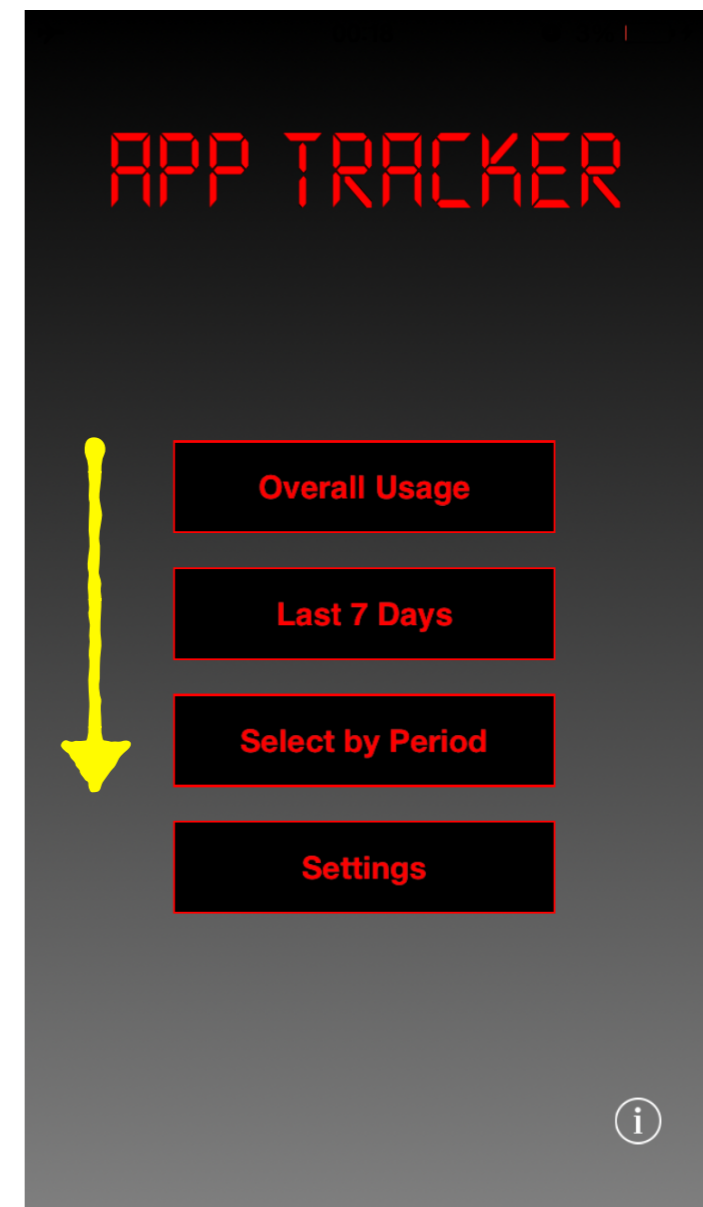 APP TRACKER
Overall Usage
Last 7 Days
Select by Period
Settings
i